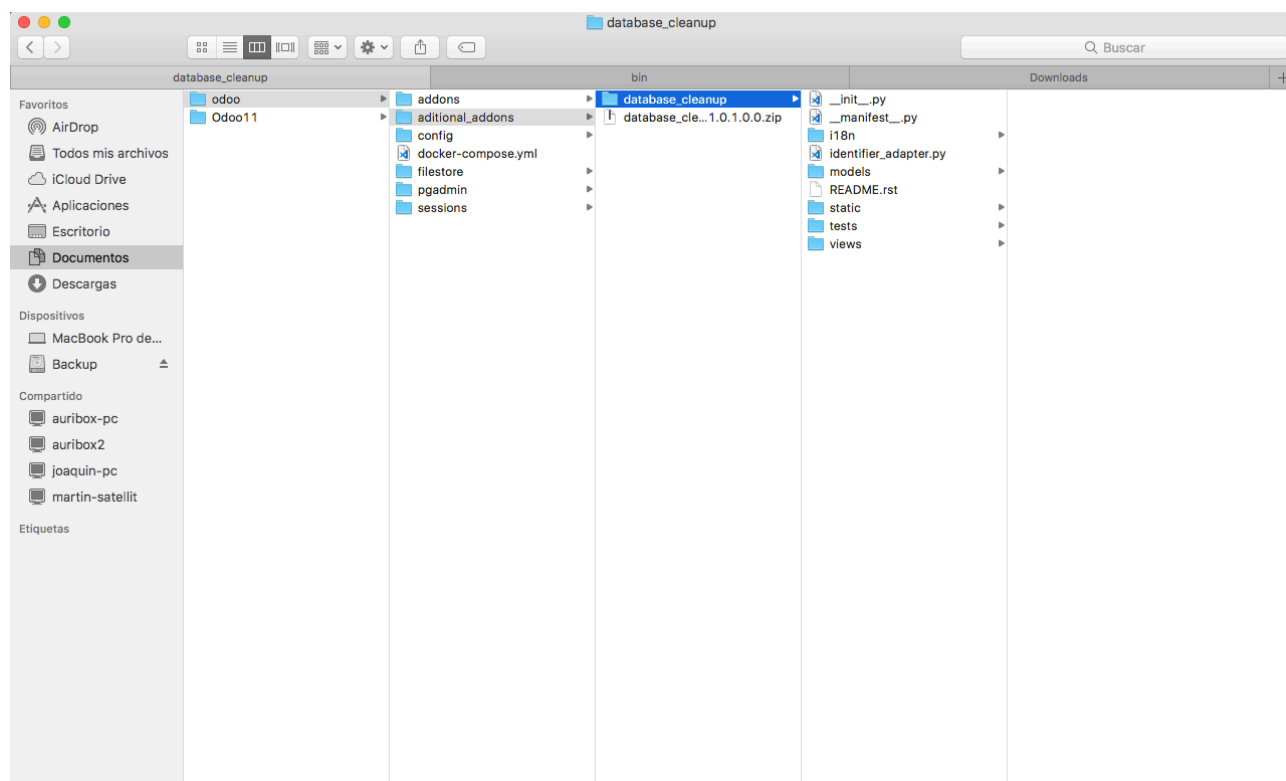 database_cleanup
Buscar
database_cleanup
bin
Downloads
Favoritos
AirDrop
Todos mis archivos
iCloud Drive
Aplicaciones
Escritorio
Documentos
Descargas
Dispositivos
MacBook Pro de...
Backup
Compartido
auribox-pc
auribox2
joaquin-pc
martin-satellit
Etiquetas
odoo
Odoo11
addons
aditional_addons
config
docker-compose.yml
filestore
pgadmin
sessions
database_cleanup
database_cle...1.0.1.0.0.zip
__init__.py
__manifest__.py
i18n
identifier_adapter.py
models
README.rst
static
tests
views